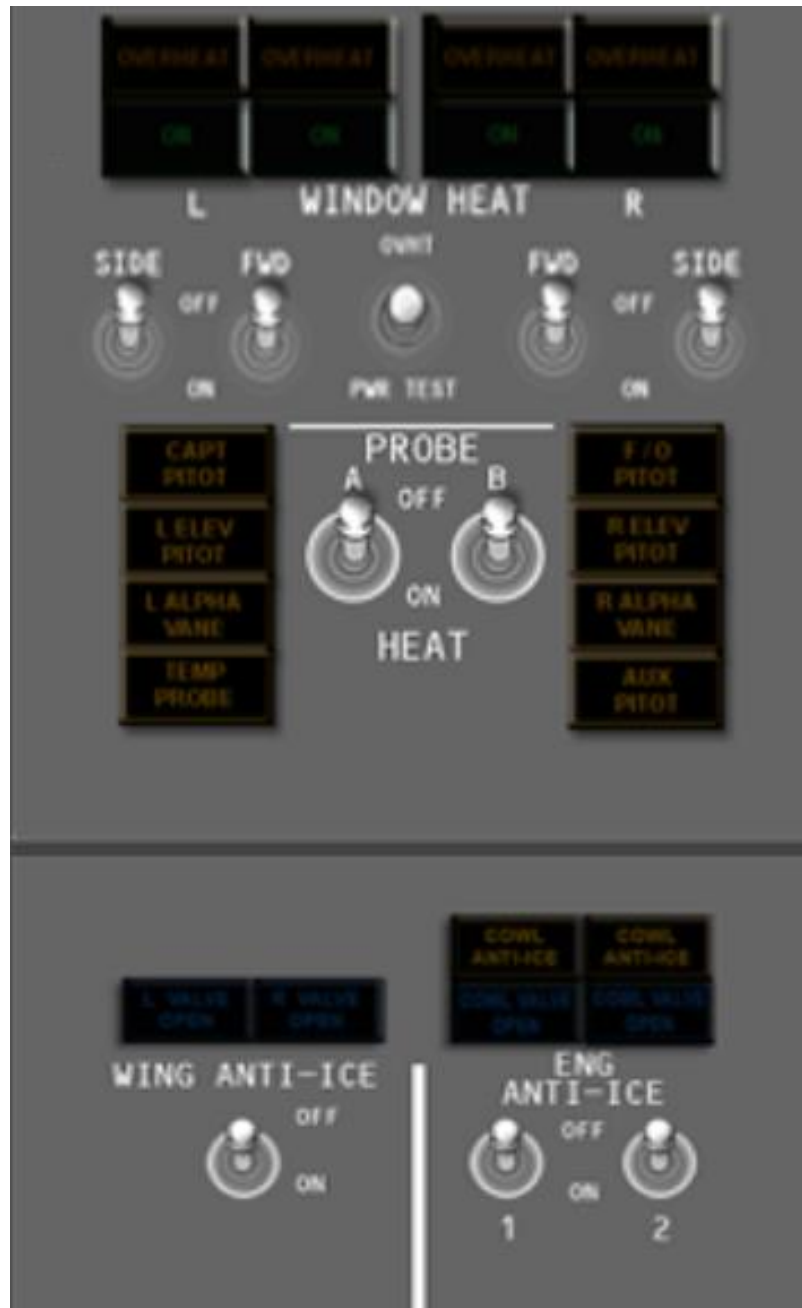 OVERHEAT OVERHEAT OVERHEAT OVERHEAT
ON ON ON ON
L WINDOW HEAT R
OVHT
SIDE FWD FWD SIDE
OFF OFF
ON PWR TEST ON
CAPT PITOT
L ELEV PITOT
L ALPHA VANE
TEMP PROBE
PROBE
A B
OFF
ON
HEAT
F/O PITOT
R ELEV PITOT
R ALPHA VANE
AUX PITOT
L VALVE OPEN R VALVE OPEN
WING ANTI-ICE
OFF
ON
COWL ANTI-ICE COWL ANTI-ICE
COWL VALVE OPEN COWL VALVE OPEN
ENG
ANTI-ICE
OFF
ON
1 2